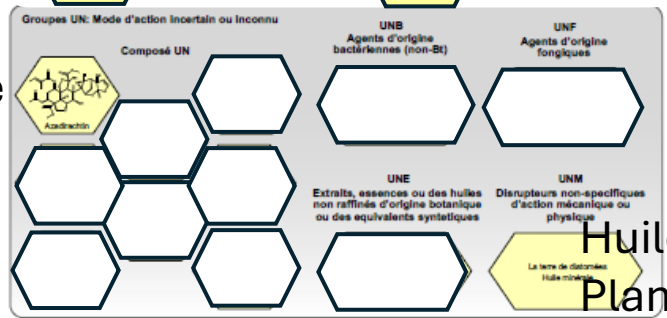 Groupes UN: Mode d'action incertain ou inconnu
Composé UN
Azadirachtin
UNB
Agents d'origine
bactériennes (non-Bt)
UNF
Agents d'origine
fongiques
UNE
Extraits, essences ou des huiles
non raffinés d'origine botanique
ou des equivalents syntetiques
UNM
Disrupteurs non-specifiques
d'action mécanique ou
physique
La terre de diatomées
Huile minérale
Huil
Plan